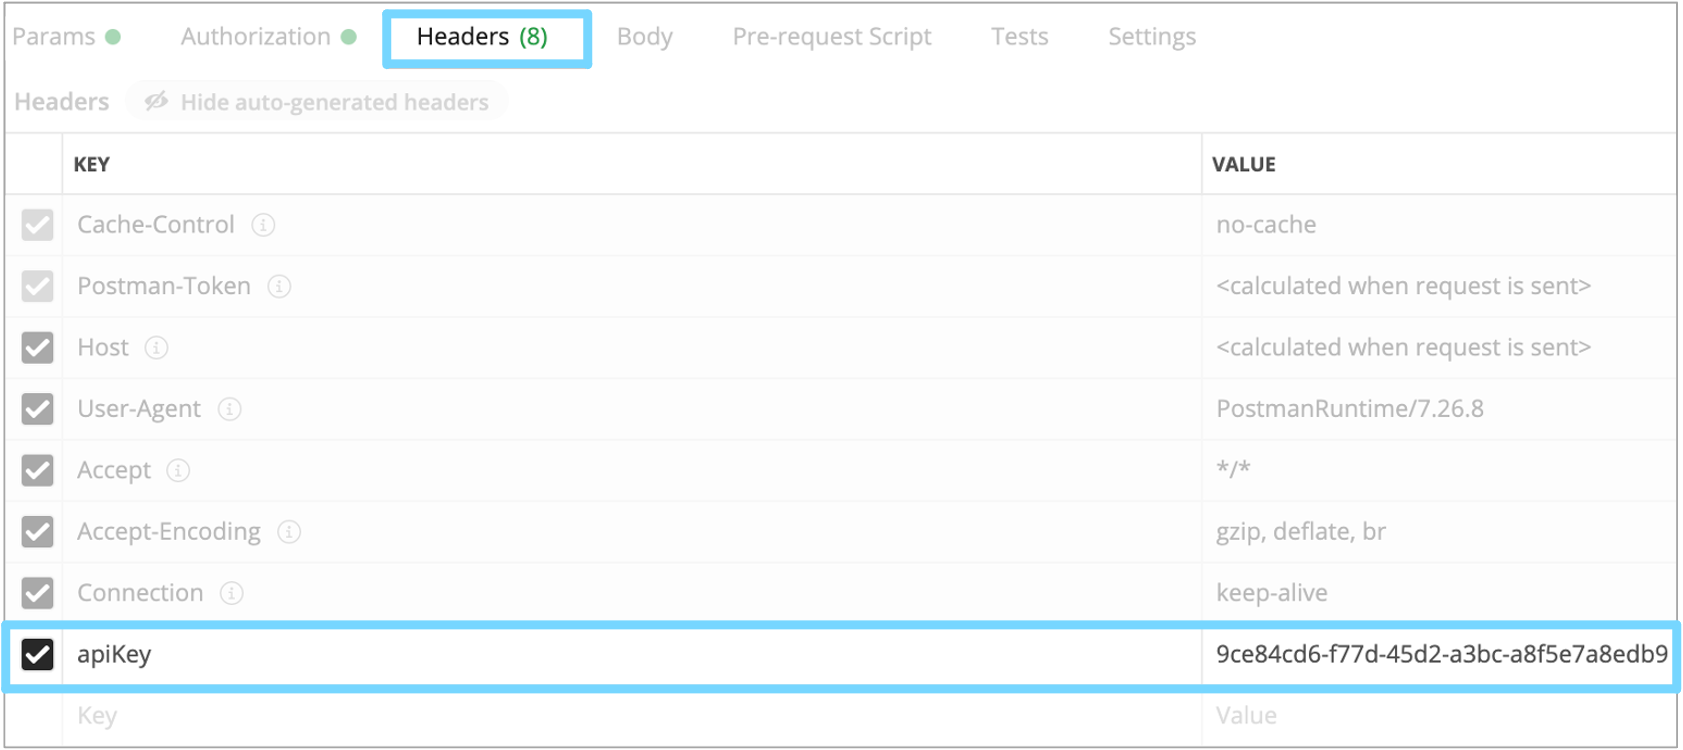 Params Authorization Headers (8) Body Pre-request Script Tests Settings
Headers Hide auto-generated headers
KEY VALUE
Cache-Control no-cache
Postman-Token <calculated when request is sent>
Host <calculated when request is sent>
User-Agent PostmanRuntime/7.26.8
Accept */*
Accept-Encoding gzip, deflate, br
Connection keep-alive
apiKey 9ce84cd6-f77d-45d2-a3bc-a8f5e7a8edb9
Key Value